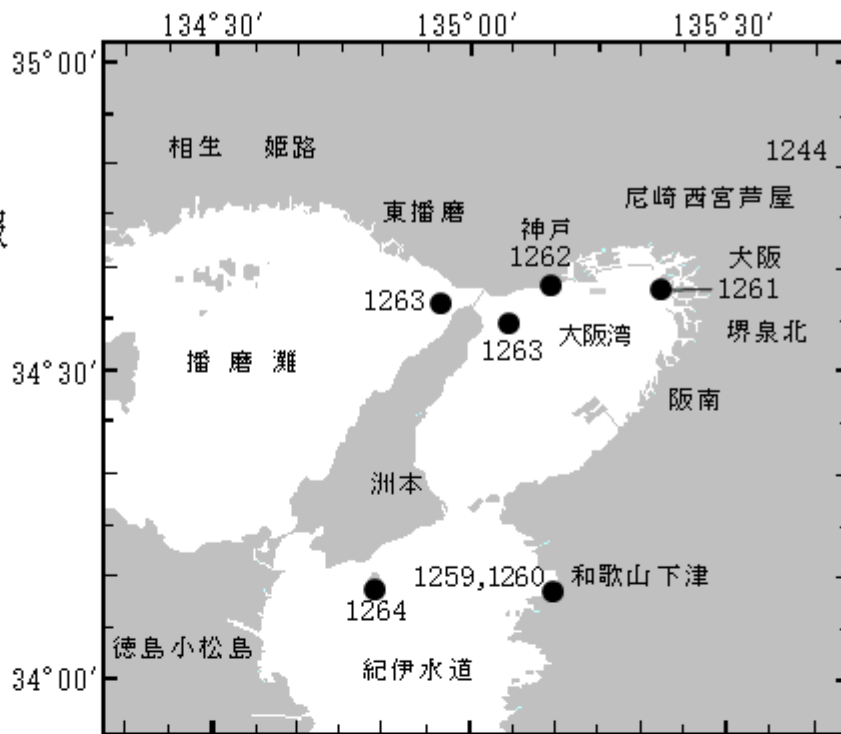 134°30′ 135°00′ 135°30′
35°00′
相生 姫路
1244
尼崎西宮芦屋
東播磨
神戸
1262
大阪
1261
1263
1263
大阪湾
堺泉北
播磨灘
34°30′
阪南
洲本
1259,1260
和歌山下津
1264
徳島小松島
紀伊水道
34°00′